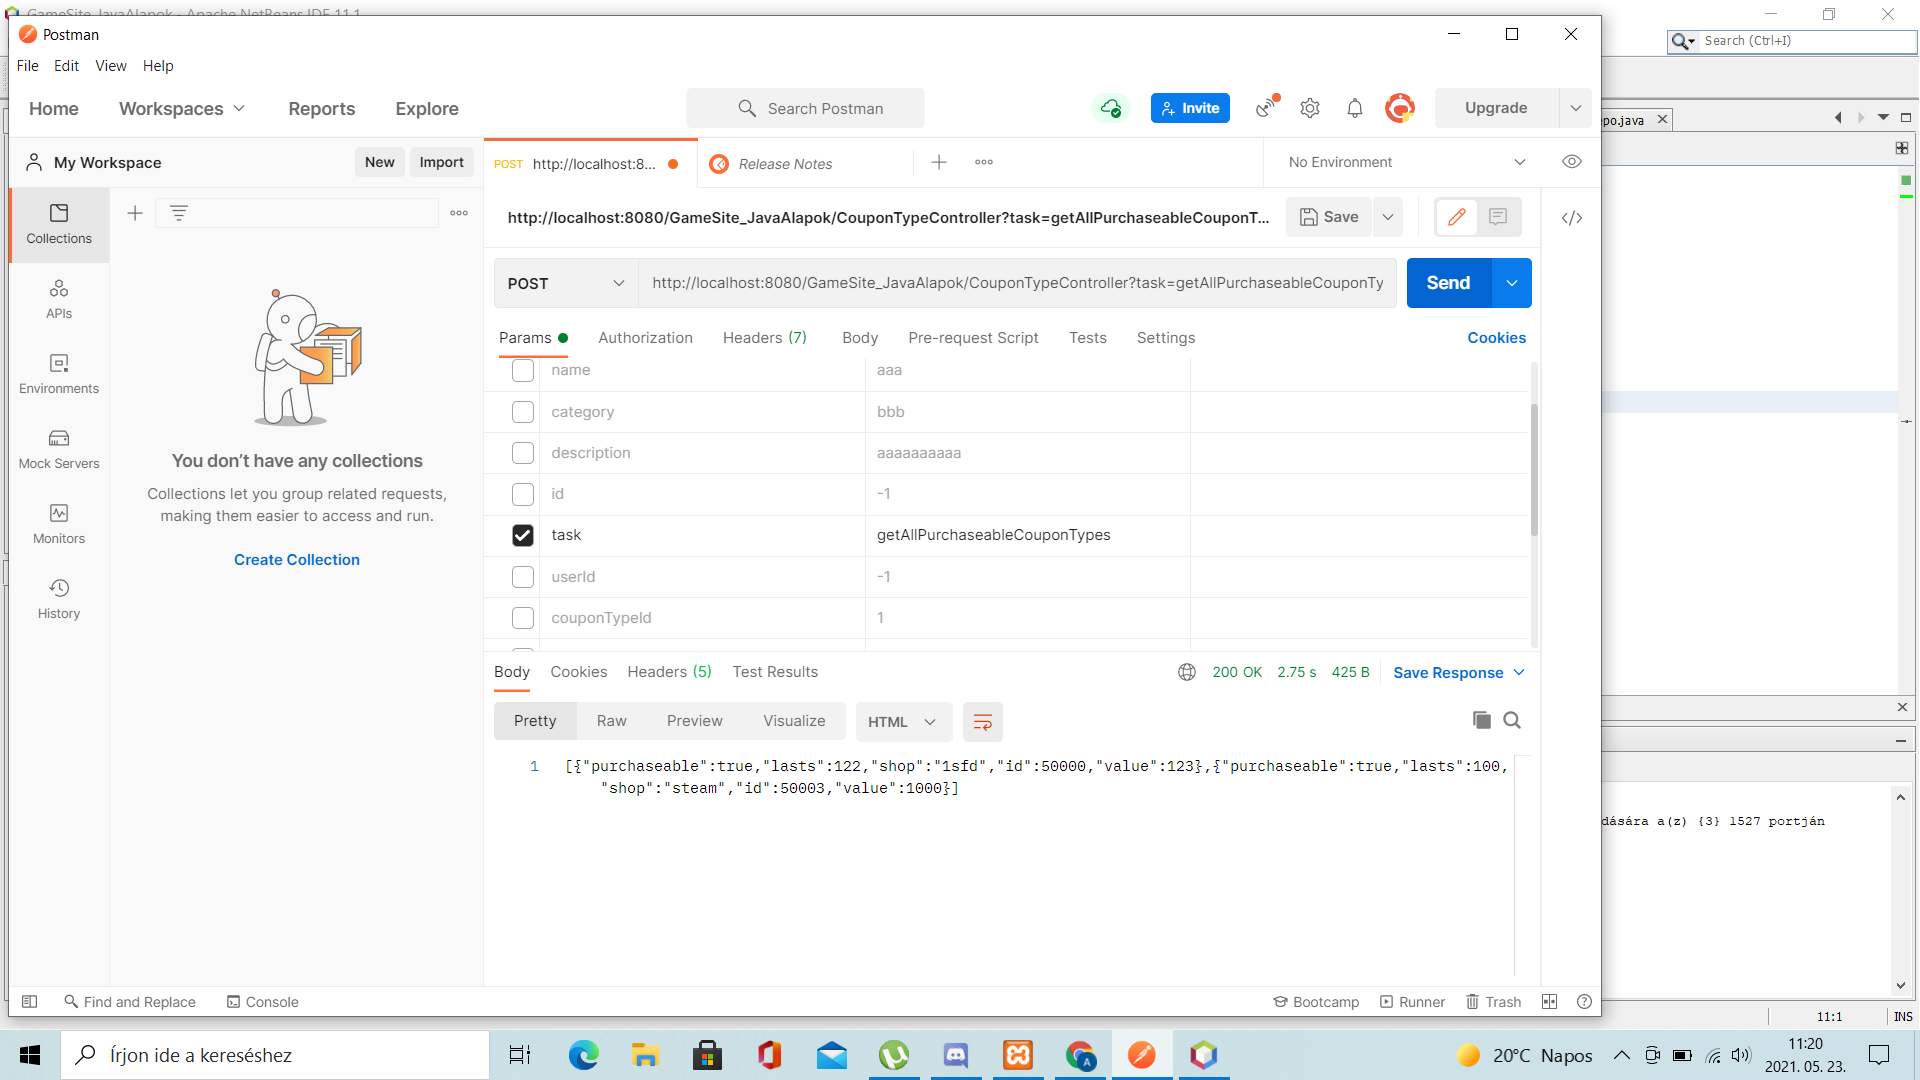 GameSite_JavaAlapok - Apache NetBeans IDE 11.1
Postman
File Edit View Help
Search (Ctrl+I)
Home Workspaces Reports Explore
Search Postman
Invite
Upgrade
po.java
My Workspace
New Import
POST http://localhost:8...
Release Notes
No Environment
http://localhost:8080/GameSite_JavaAlapok/CouponTypeController?task=getAllPurchaseableCouponT...
Save
POST
http://localhost:8080/GameSite_JavaAlapok/CouponTypeController?task=getAllPurchaseableCouponTy
Send
Params Authorization Headers (7) Body Pre-request Script Tests Settings Cookies
name aaa
category bbb
description aaaaaaaaaa
id -1
task getAllPurchaseableCouponTypes
userId -1
couponTypeId 1
Collections
APIs
Environments
Mock Servers
Monitors
History
You don't have any collections
Collections let you group related requests,
making them easier to access and run.
Create Collection
Body Cookies Headers (5) Test Results
200 OK 2.75 s 425 B Save Response
Pretty Raw Preview Visualize HTML
1 [{"purchaseable":true,"lasts":122,"shop":"1sfd","id":50000,"value":123},{"purchaseable":true,"lasts":100,
"shop":"steam","id":50003,"value":1000}]
dására a(z) {3} 1527 portján
Find and Replace Console
Bootcamp Runner Trash
11:1 INS
Írjon ide a kereséshez
20°C Napos
11:20
2021. 05. 23.